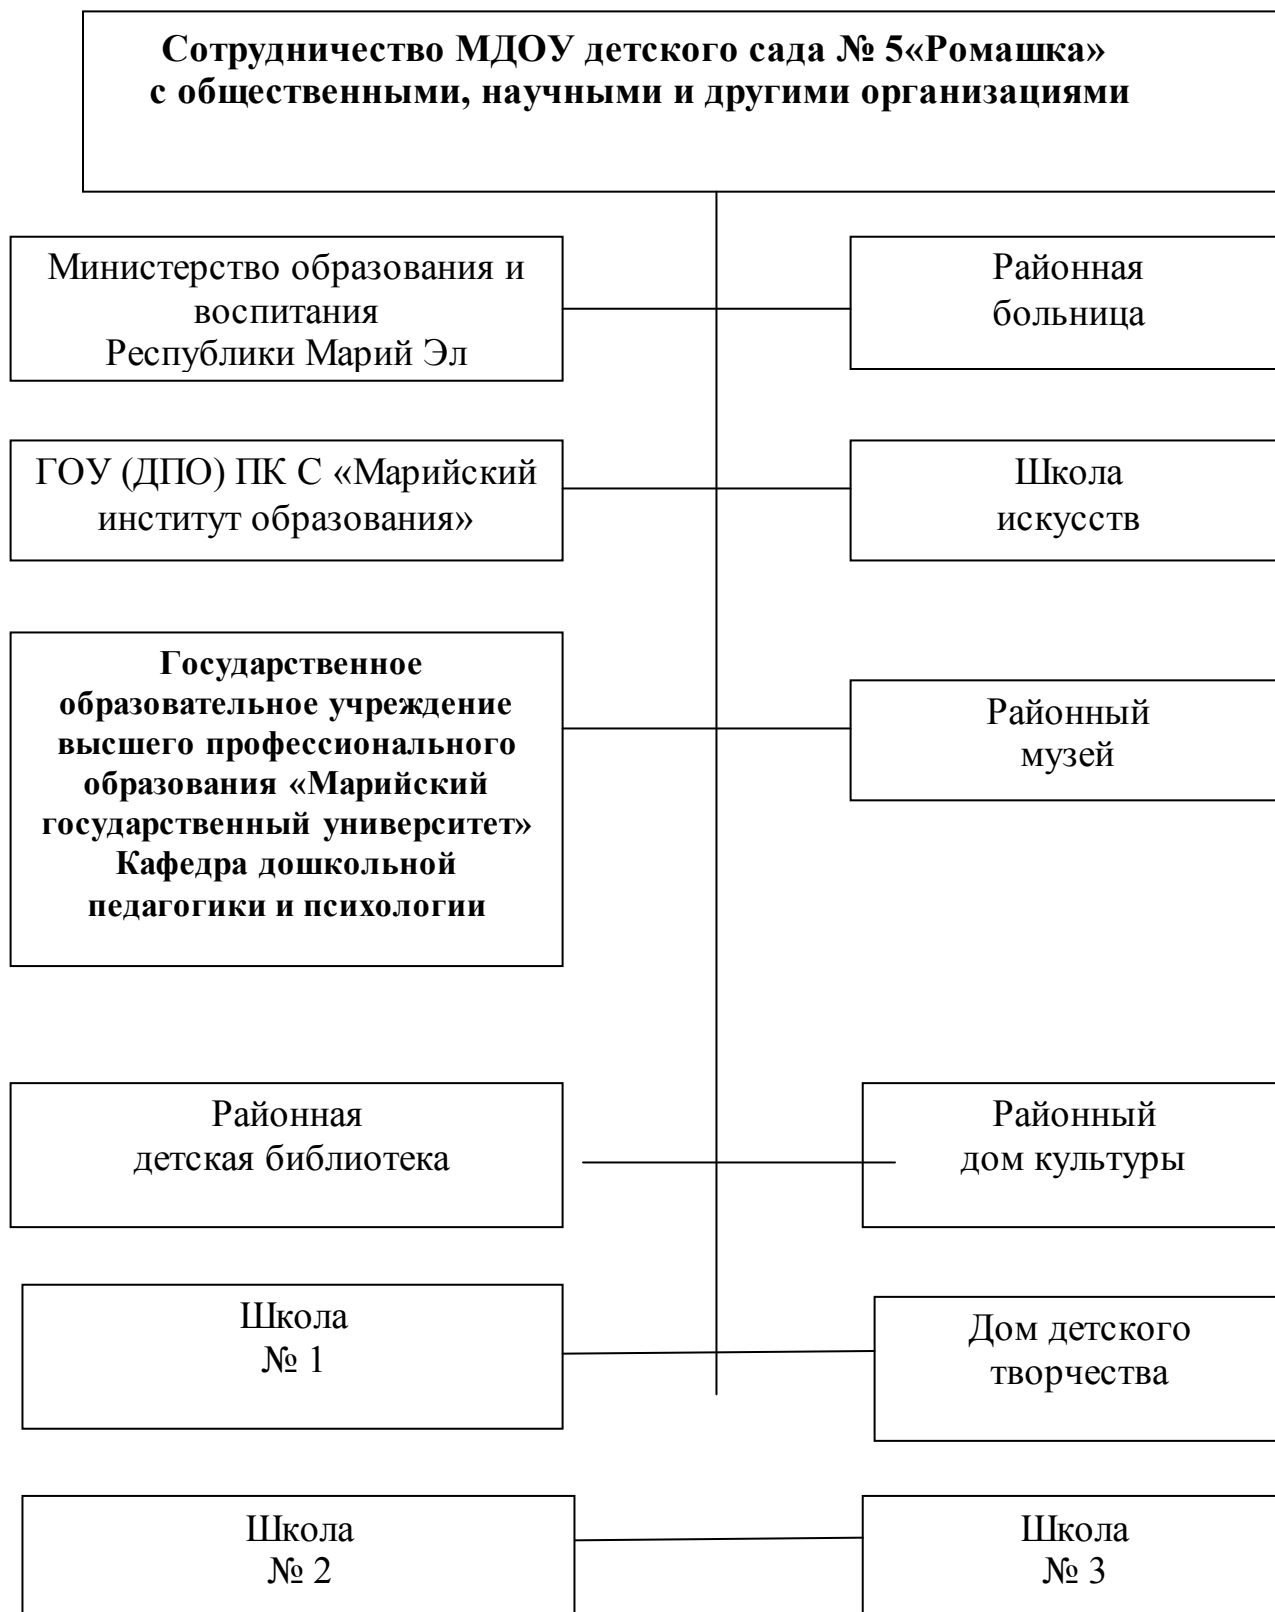 Сотрудничество МДОУ детского сада № 5«Ромашка»
с общественными, научными и другими организациями
Министерство образования и
воспитания
Республики Марий Эл
Районная
больница
ГОУ (ДПО) ПК С «Марийский
институт образования»
Школа
искусств
Государственное
образовательное учреждение
высшего профессионального
образования «Марийский
государственный университет»
Кафедра дошкольной
педагогики и психологии
Районный
музей
Районная
детская библиотека
Районный
дом культуры
Школа
№ 1
Дом детского
творчества
Школа
№ 2
Школа
№ 3